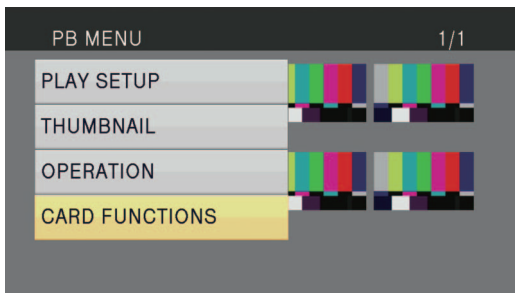 PB MENU 1/1
PLAY SETUP
THUMBNAIL
OPERATION
CARD FUNCTIONS